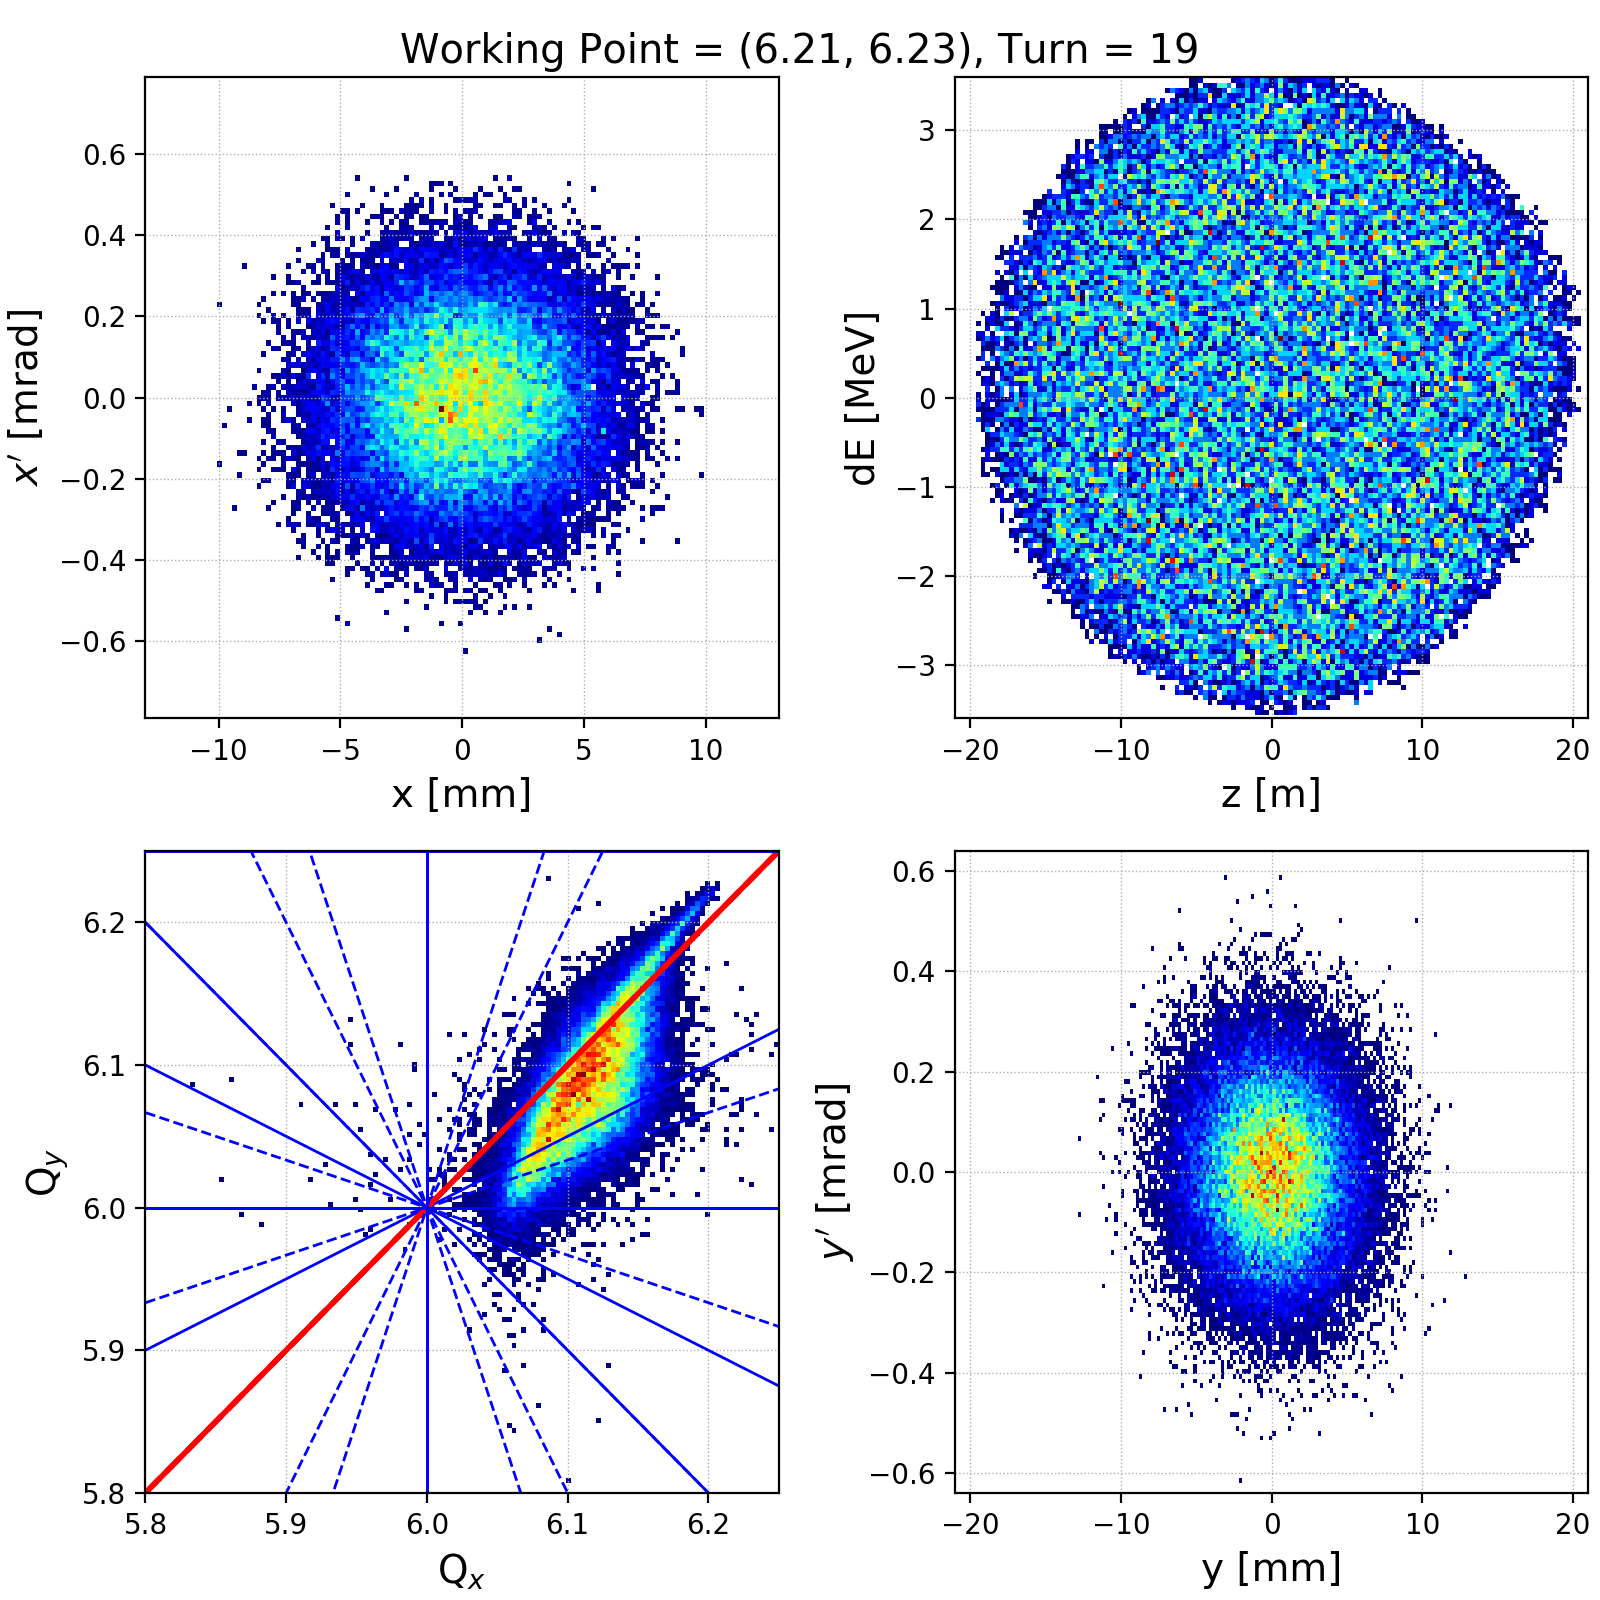 Working Point = (6.21, 6.23), Turn = 19
0.6
0.4
0.2
0.0
−0.2
−0.4
−0.6
x′ [mrad]
−10 −5 0 5 10
x [mm]
3
2
1
0
−1
−2
−3
dE [MeV]
−20 −10 0 10 20
z [m]
6.2
6.1
6.0
5.9
5.8
Qy
5.8 5.9 6.0 6.1 6.2
Qx
0.6
0.4
0.2
0.0
−0.2
−0.4
−0.6
y′ [mrad]
−20 −10 0 10 20
y [mm]